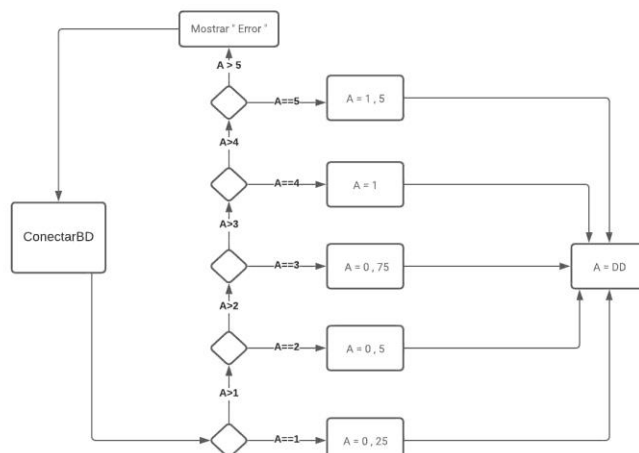 Mostrar " Error "
A > 5
A==5
A = 1 , 5
A>4
A==4
A = 1
A>3
ConectarBD
A==3
A = 0 , 75
A = DD
A>2
A==2
A = 0 , 5
A>1
A==1
A = 0 , 25